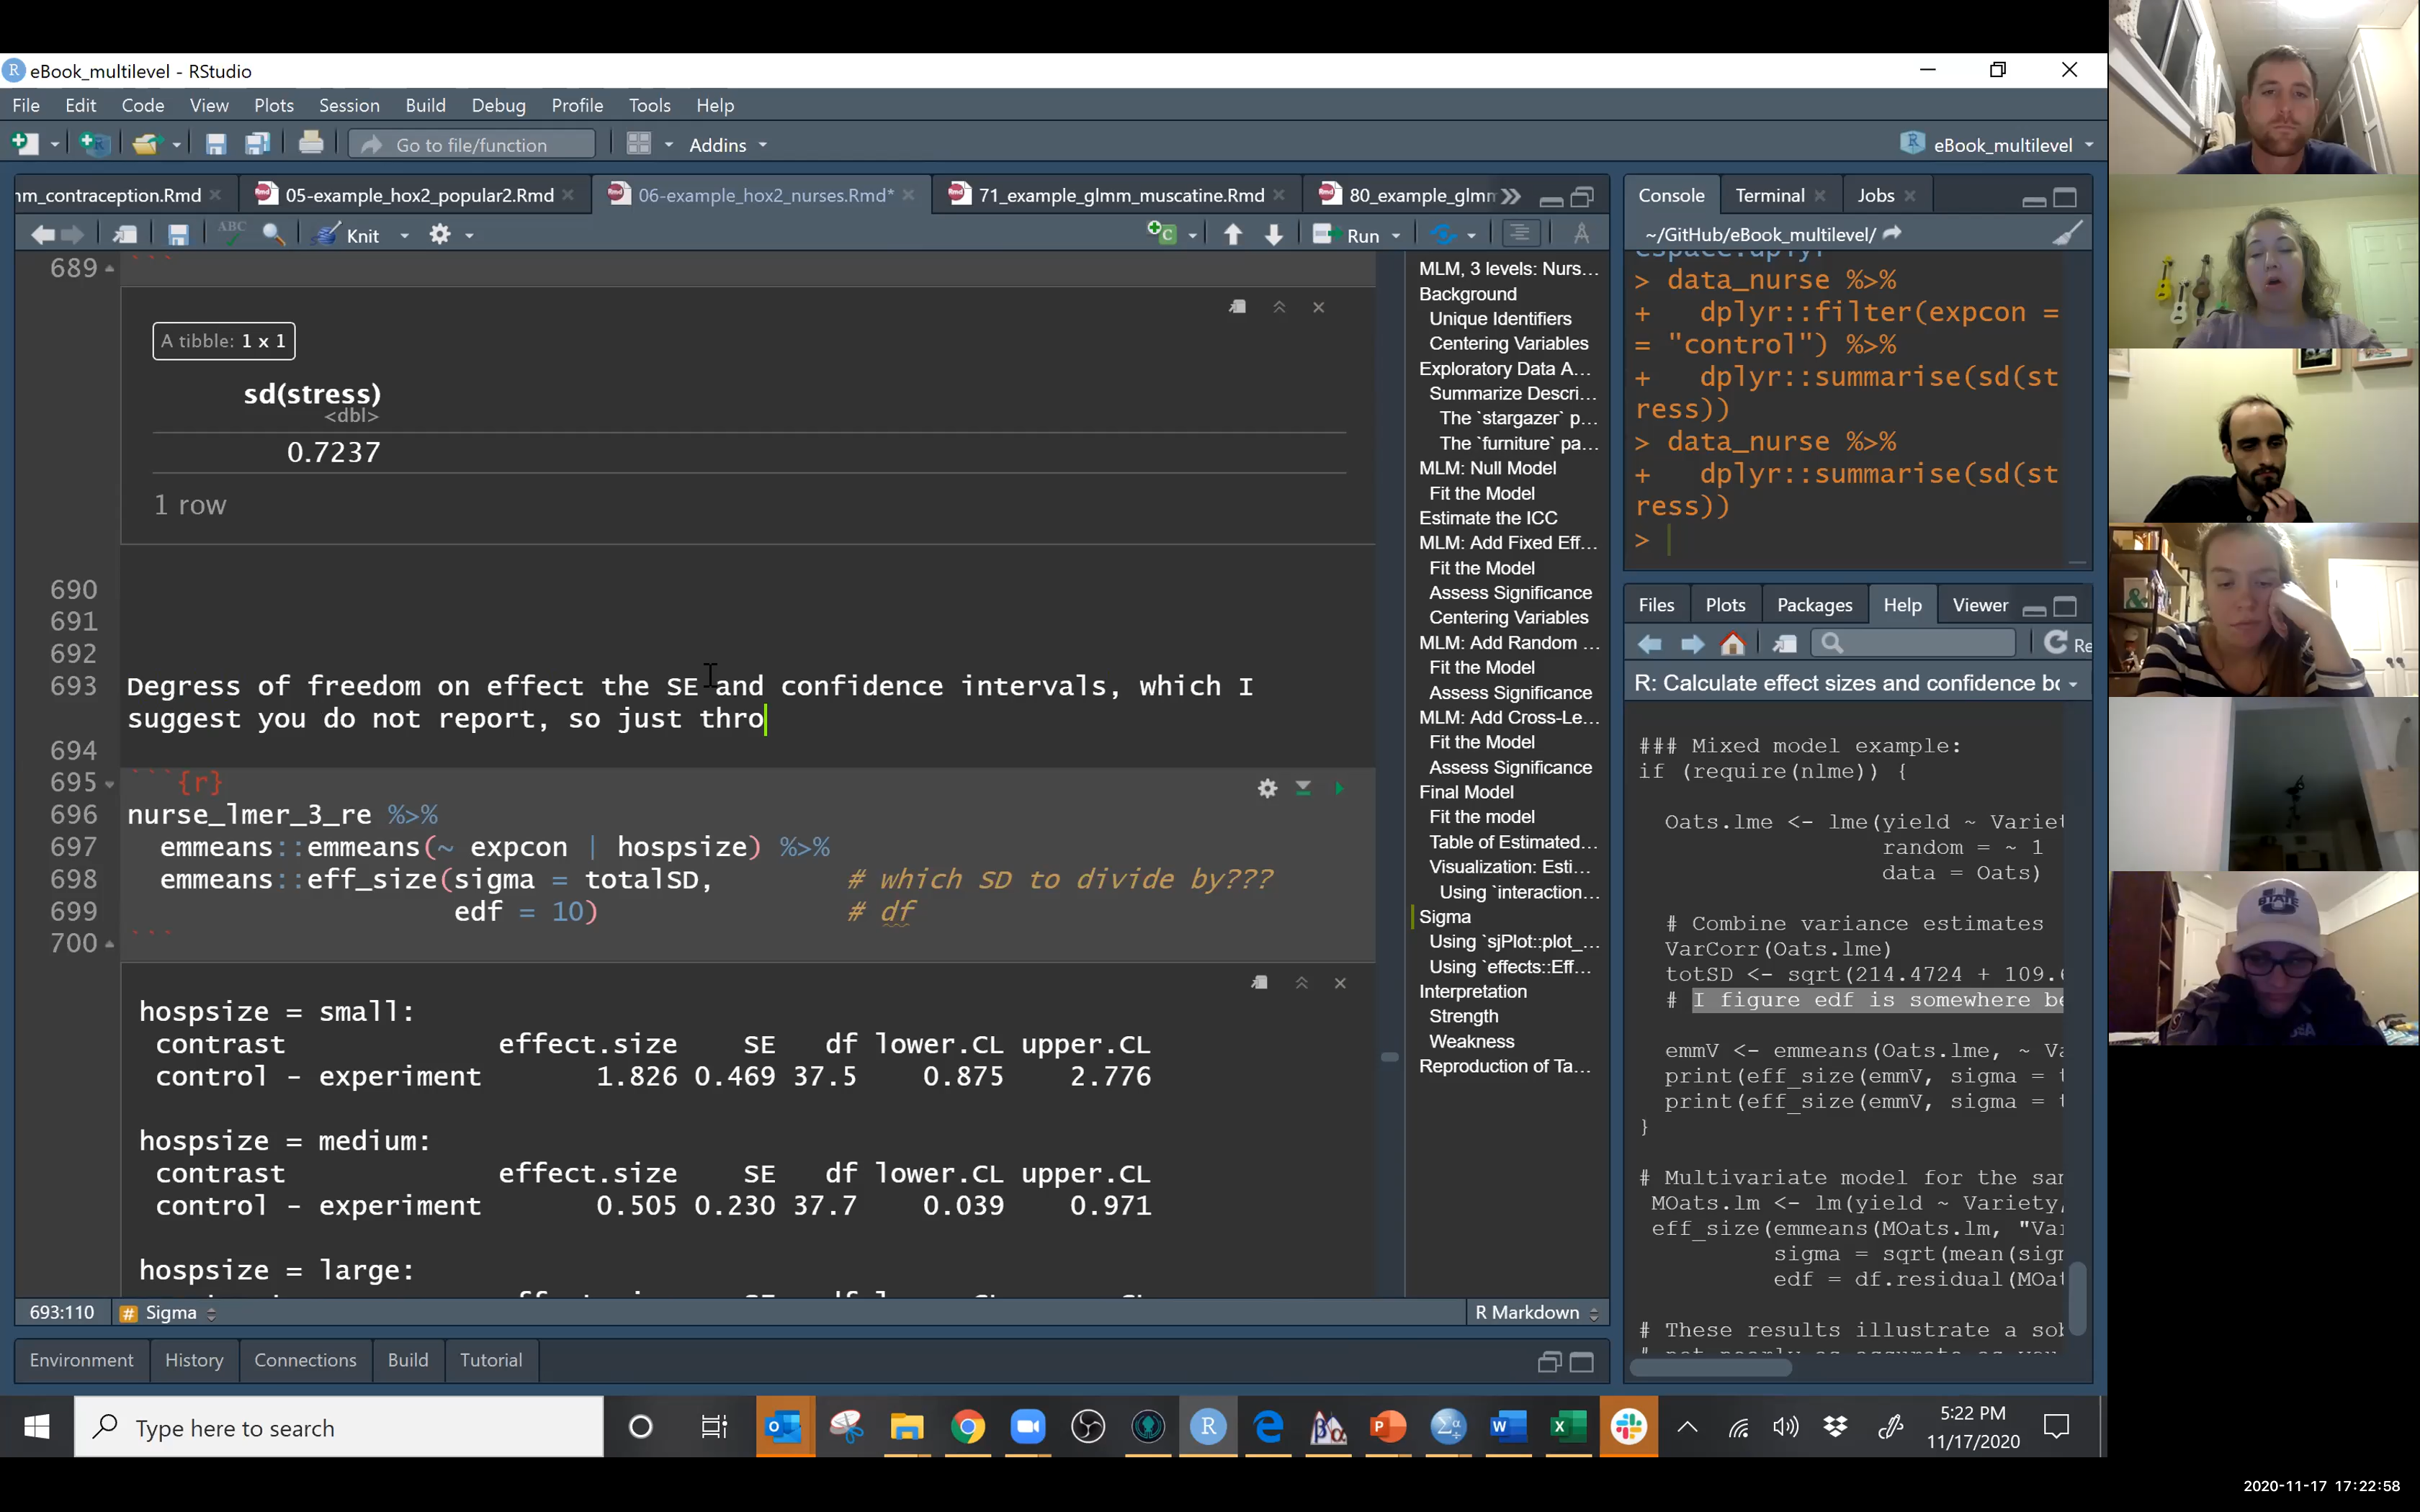 eBook_multilevel - RStudio
File Edit Code View Plots Session Build Debug Profile Tools Help
Go to file/function Addins eBook_multilevel
nm_contraception.Rmd 05-example_hox2_popular2.Rmd 06-example_hox2_nurses.Rmd* 71_example_glmm_muscatine.Rmd 80_example_glmm
ABC Knit Run
689 ```
A tibble: 1 x 1
sd(stress)
<dbl>
0.7237
1 row
690
691
692
693 Degress of freedom on effect the SE and confidence intervals, which I
suggest you do not report, so just thro
694
695 ```{r}
696 nurse_lmer_3_re %>%
697 emmeans::emmeans(~ expcon | hospsize) %>%
698 emmeans::eff_size(sigma = totalSD, # which SD to divide by???
699 edf = 10) # df
700 ```
hospsize = small:
contrast effect.size SE df lower.CL upper.CL
control - experiment 1.826 0.469 37.5 0.875 2.776
hospsize = medium:
contrast effect.size SE df lower.CL upper.CL
control - experiment 0.505 0.230 37.7 0.039 0.971
hospsize = large:
693:110 # Sigma R Markdown
MLM, 3 levels: Nurs...
Background
Unique Identifiers
Centering Variables
Exploratory Data A...
Summarize Descri...
The `stargazer` p...
The `furniture` pa...
MLM: Null Model
Fit the Model
Estimate the ICC
MLM: Add Fixed Eff...
Fit the Model
Assess Significance
Centering Variables
MLM: Add Random ...
Fit the Model
Assess Significance
MLM: Add Cross-Le...
Fit the Model
Assess Significance
Final Model
Fit the model
Table of Estimated...
Visualization: Esti...
Using `interaction...
Sigma
Using `sjPlot::plot_...
Using `effects::Eff...
Interpretation
Strength
Weakness
Reproduction of Ta...
Environment History Connections Build Tutorial
Console Terminal Jobs
~/GitHub/eBook_multilevel/
> data_nurse %>%
+ dplyr::filter(expcon =
= "control") %>%
+ dplyr::summarise(sd(st
ress))
> data_nurse %>%
+ dplyr::summarise(sd(st
ress))
>
Files Plots Packages Help Viewer
Re
R: Calculate effect sizes and confidence bo
### Mixed model example:
if (require(nlme)) {
Oats.lme <- lme(yield ~ Variet
random = ~ 1
data = Oats)
# Combine variance estimates
VarCorr(Oats.lme)
totSD <- sqrt(214.4724 + 109.6
# I figure edf is somewhere be
emmV <- emmeans(Oats.lme, ~ Va
print(eff_size(emmV, sigma = t
print(eff_size(emmV, sigma = t
}
# Multivariate model for the sam
MOats.lm <- lm(yield ~ Variety,
eff_size(emmeans(MOats.lm, "Var
sigma = sqrt(mean(sigm
edf = df.residual(MOat
# These results illustrate a sob
Type here to search
5:22 PM
11/17/2020
STATE
2020-11-17 17:22:58